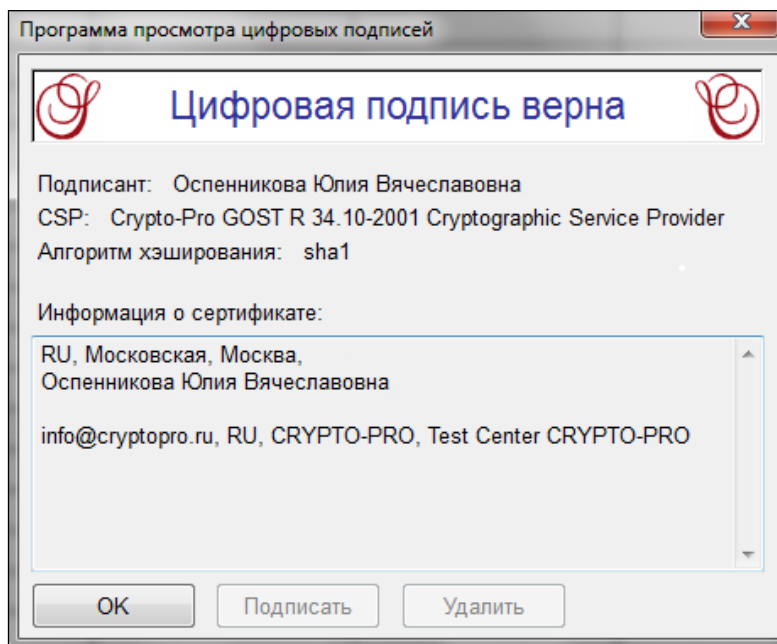 Программа просмотра цифровых подписей
Цифровая подпись верна
Подписант: Оспенникова Юлия Вячеславовна
CSP: Crypto-Pro GOST R 34.10-2001 Cryptographic Service Provider
Алгоритм хэширования: sha1
Информация о сертификате:
RU, Московская, Москва,
Оспенникова Юлия Вячеславовна
info@cryptopro.ru, RU, CRYPTO-PRO, Test Center CRYPTO-PRO
OK Подписать Удалить